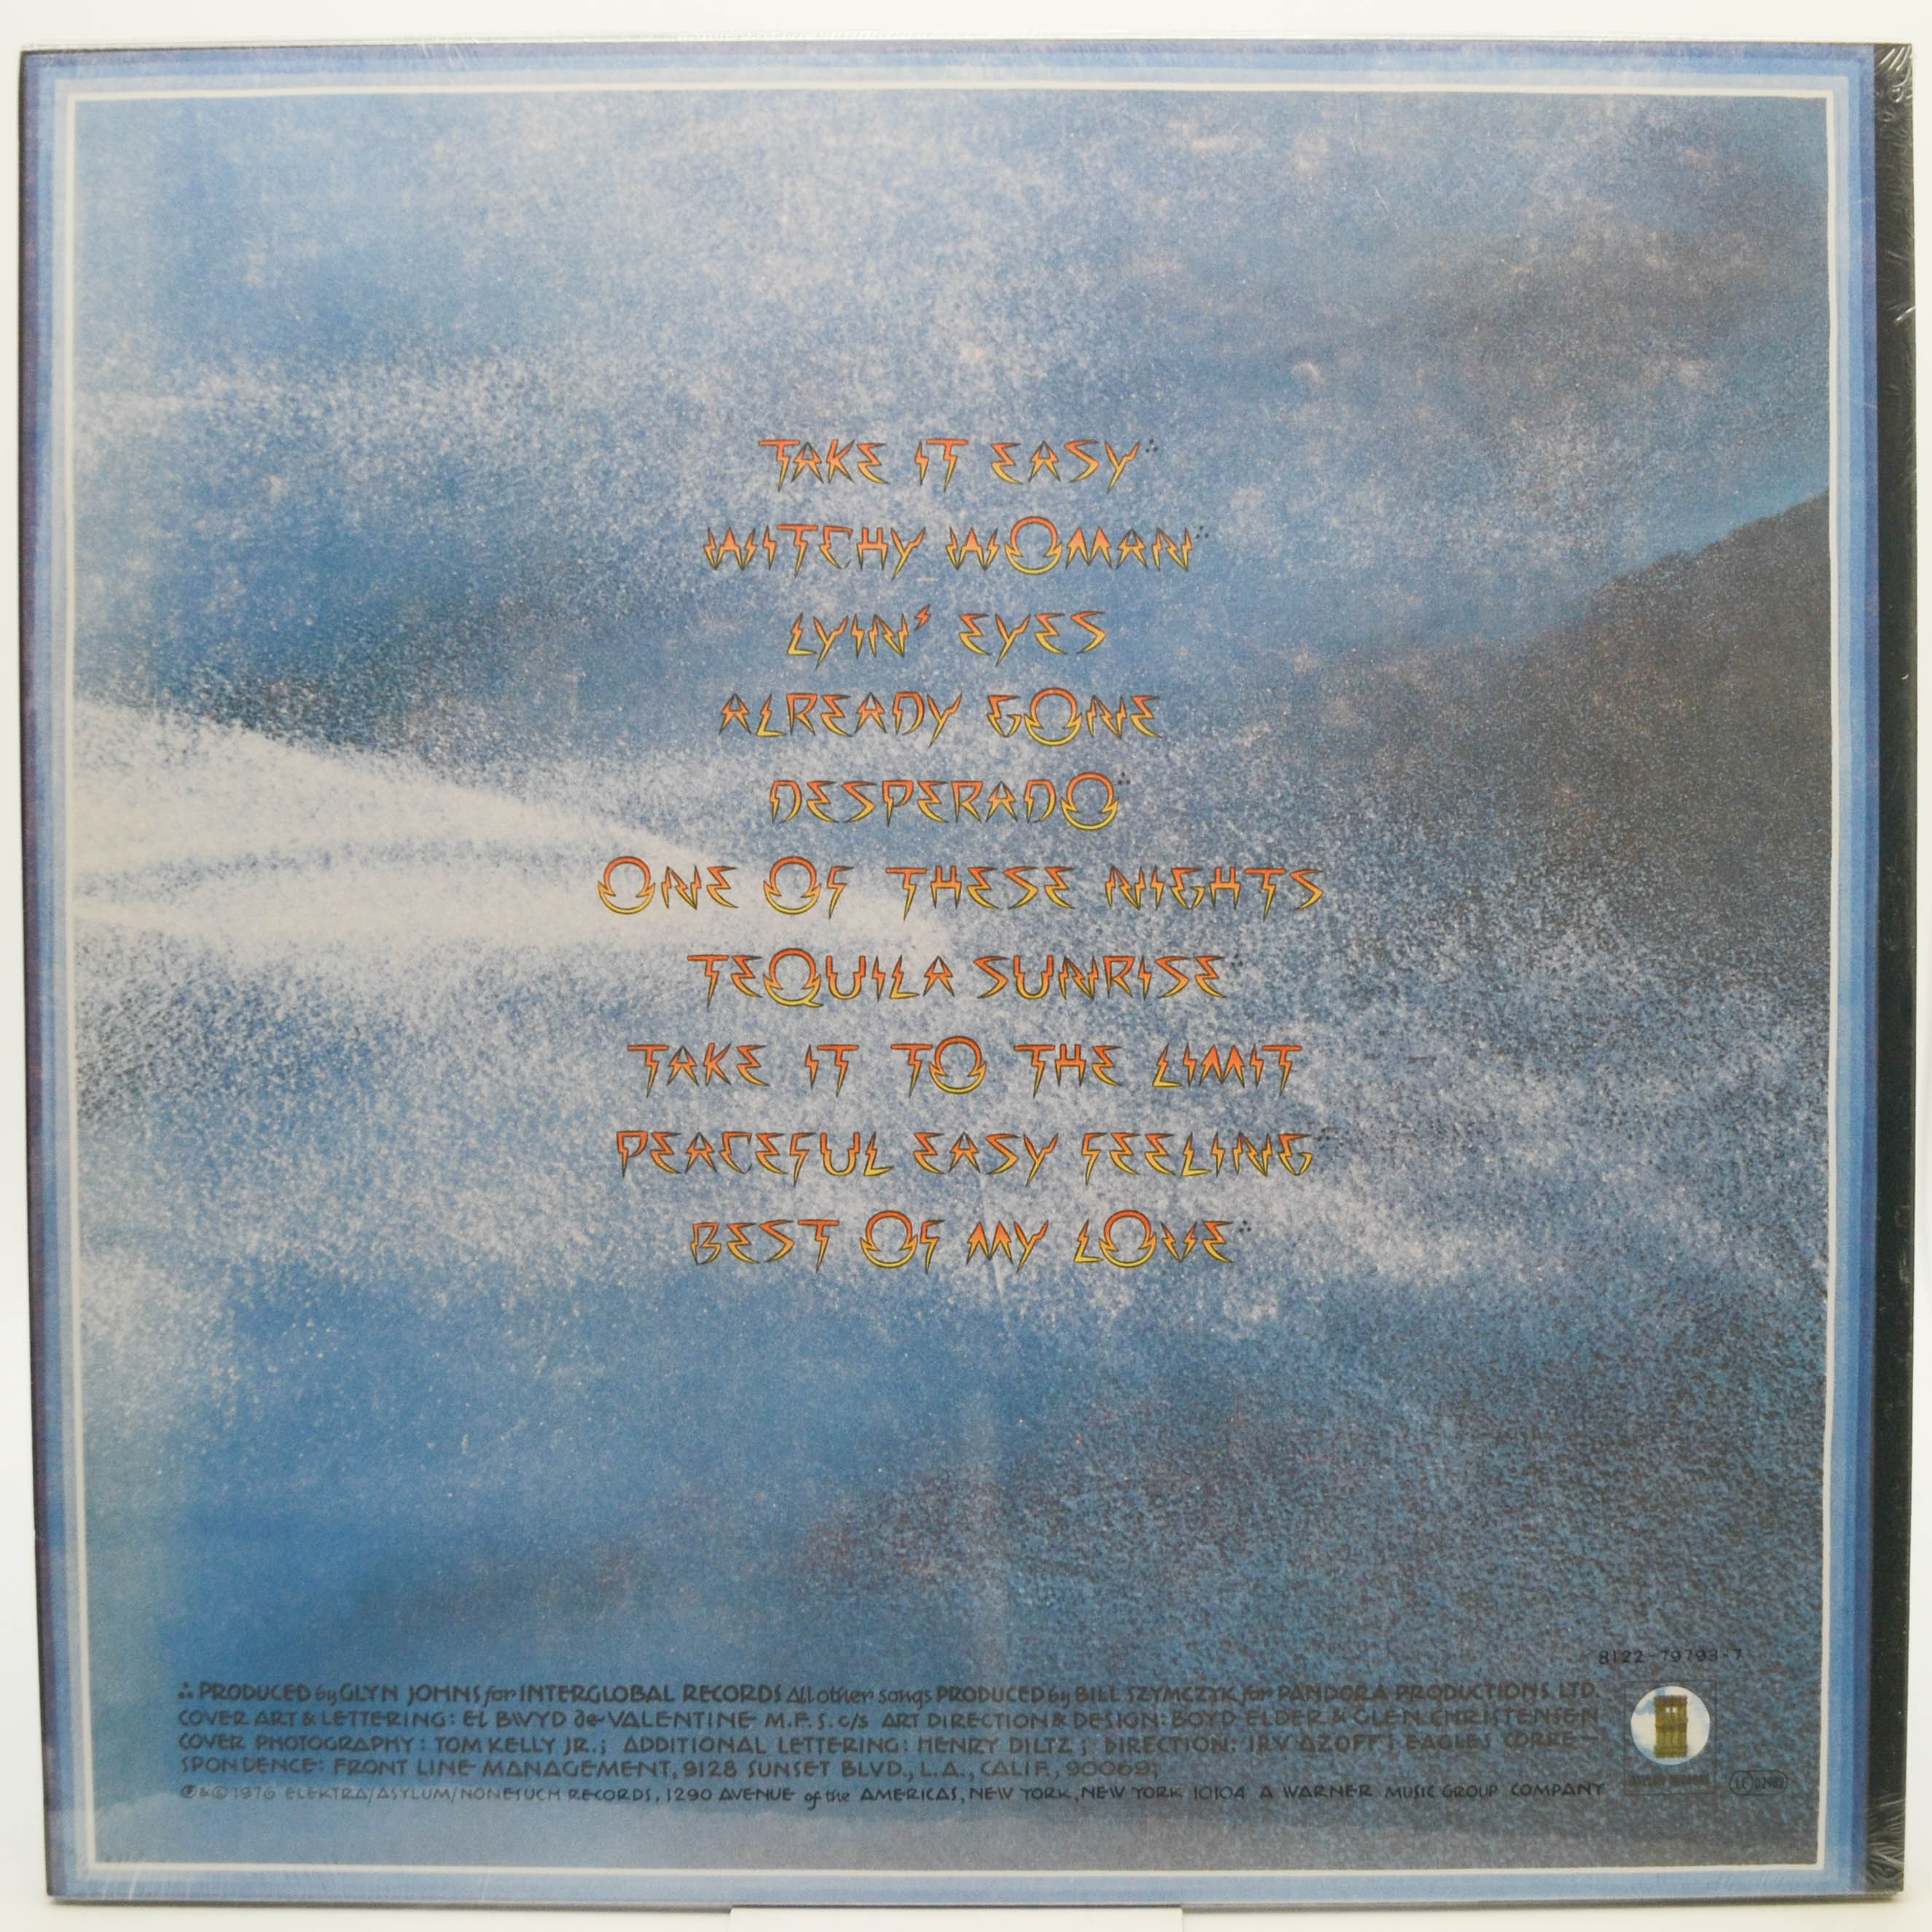 TAKE IT EASY∴
WITCHY WOMAN∴
LYIN' EYES
ALREADY GONE
DESPERADO∴
ONE OF THESE NIGHTS
TEQUILA SUNRISE∴
TAKE IT TO THE LIMIT
PEACEFUL EASY FEELING∴
BEST OF MY LOVE∴
8122-79793-7
∴ PRODUCED by GLYN JOHNS for INTERGLOBAL RECORDS All other songs PRODUCED by BILL SZYMCZYK for PANDORA PRODUCTIONS LTD.
COVER ART & LETTERING: EL BWYD de VALENTINE M.F.S. c/s ART DIRECTION & DESIGN: BOYD ELDER & GLEN CHRISTENSEN
COVER PHOTOGRAPHY: TOM KELLY JR.; ADDITIONAL LETTERING: HENRY DILTZ; DIRECTION: IRV AZOFF; EAGLES CORRE-
SPONDENCE: FRONT LINE MANAGEMENT, 9128 SUNSET BLVD., L.A., CALIF., 90069;
℗&© 1976 ELEKTRA/ASYLUM/NONESUCH RECORDS, 1290 AVENUE of the AMERICAS, NEW YORK, NEW YORK 10104 A WARNER MUSIC GROUP COMPANY
LC 02982